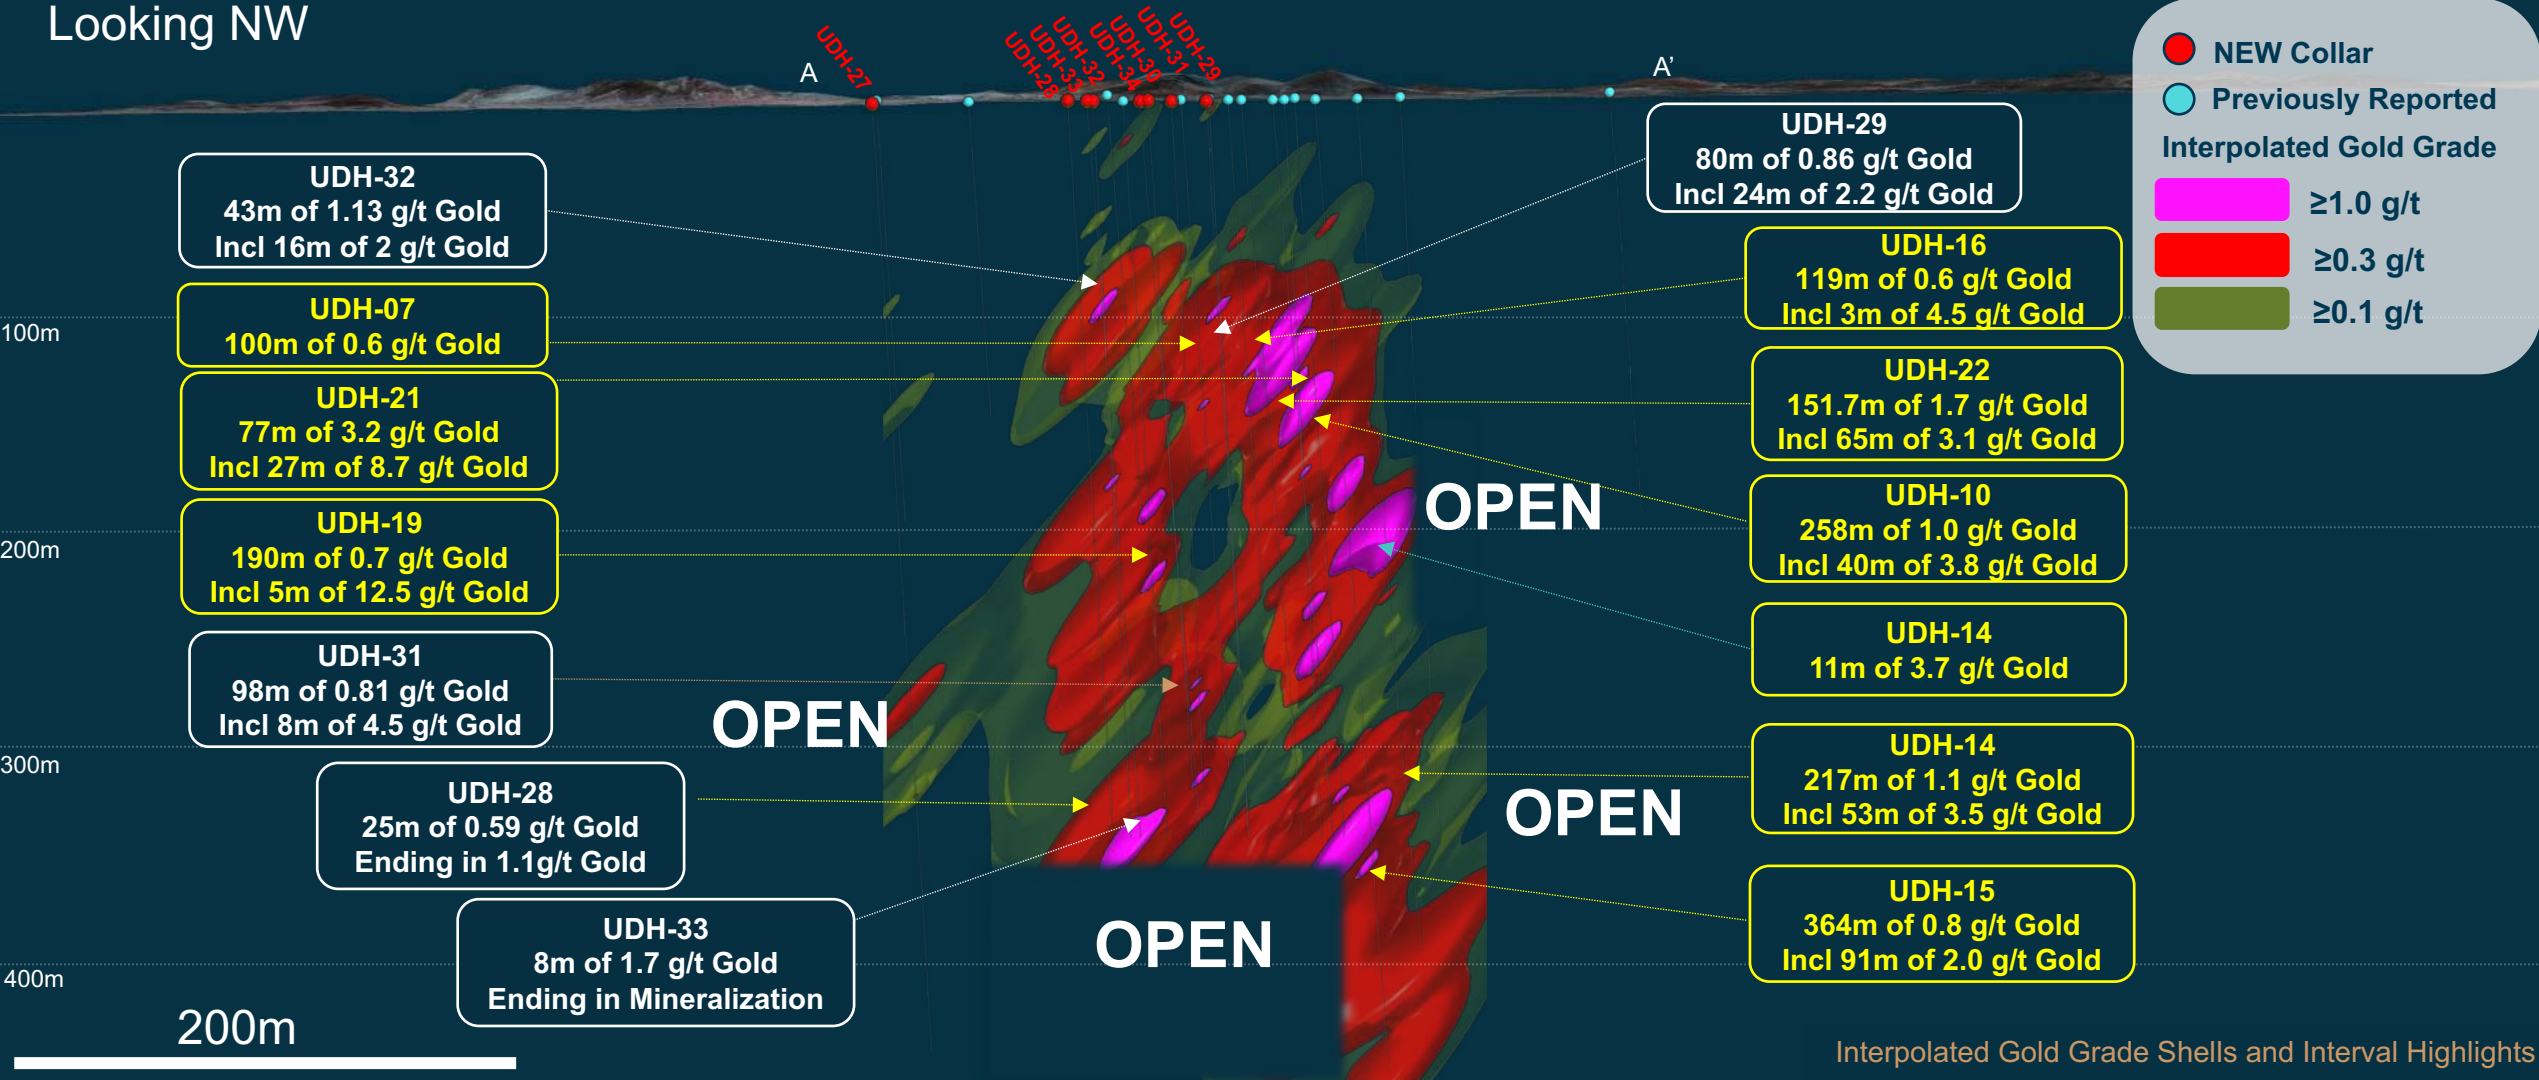 Looking NW
A
UDH-27
UDH-28
UDH-33
UDH-32
UDH-34
UDH-30
UDH-31
UDH-29
A’
NEW Collar
Previously Reported
Interpolated Gold Grade
≥1.0 g/t
≥0.3 g/t
≥0.1 g/t
UDH-32
43m of 1.13 g/t Gold
Incl 16m of 2 g/t Gold
UDH-07
100m of 0.6 g/t Gold
UDH-21
77m of 3.2 g/t Gold
Incl 27m of 8.7 g/t Gold
UDH-19
190m of 0.7 g/t Gold
Incl 5m of 12.5 g/t Gold
UDH-31
98m of 0.81 g/t Gold
Incl 8m of 4.5 g/t Gold
UDH-28
25m of 0.59 g/t Gold
Ending in 1.1g/t Gold
UDH-33
8m of 1.7 g/t Gold
Ending in Mineralization
UDH-29
80m of 0.86 g/t Gold
Incl 24m of 2.2 g/t Gold
UDH-16
119m of 0.6 g/t Gold
Incl 3m of 4.5 g/t Gold
UDH-22
151.7m of 1.7 g/t Gold
Incl 65m of 3.1 g/t Gold
UDH-10
258m of 1.0 g/t Gold
Incl 40m of 3.8 g/t Gold
UDH-14
11m of 3.7 g/t Gold
UDH-14
217m of 1.1 g/t Gold
Incl 53m of 3.5 g/t Gold
UDH-15
364m of 0.8 g/t Gold
Incl 91m of 2.0 g/t Gold
OPEN
OPEN
OPEN
OPEN
100m
200m
300m
400m
200m
Interpolated Gold Grade Shells and Interval Highlights